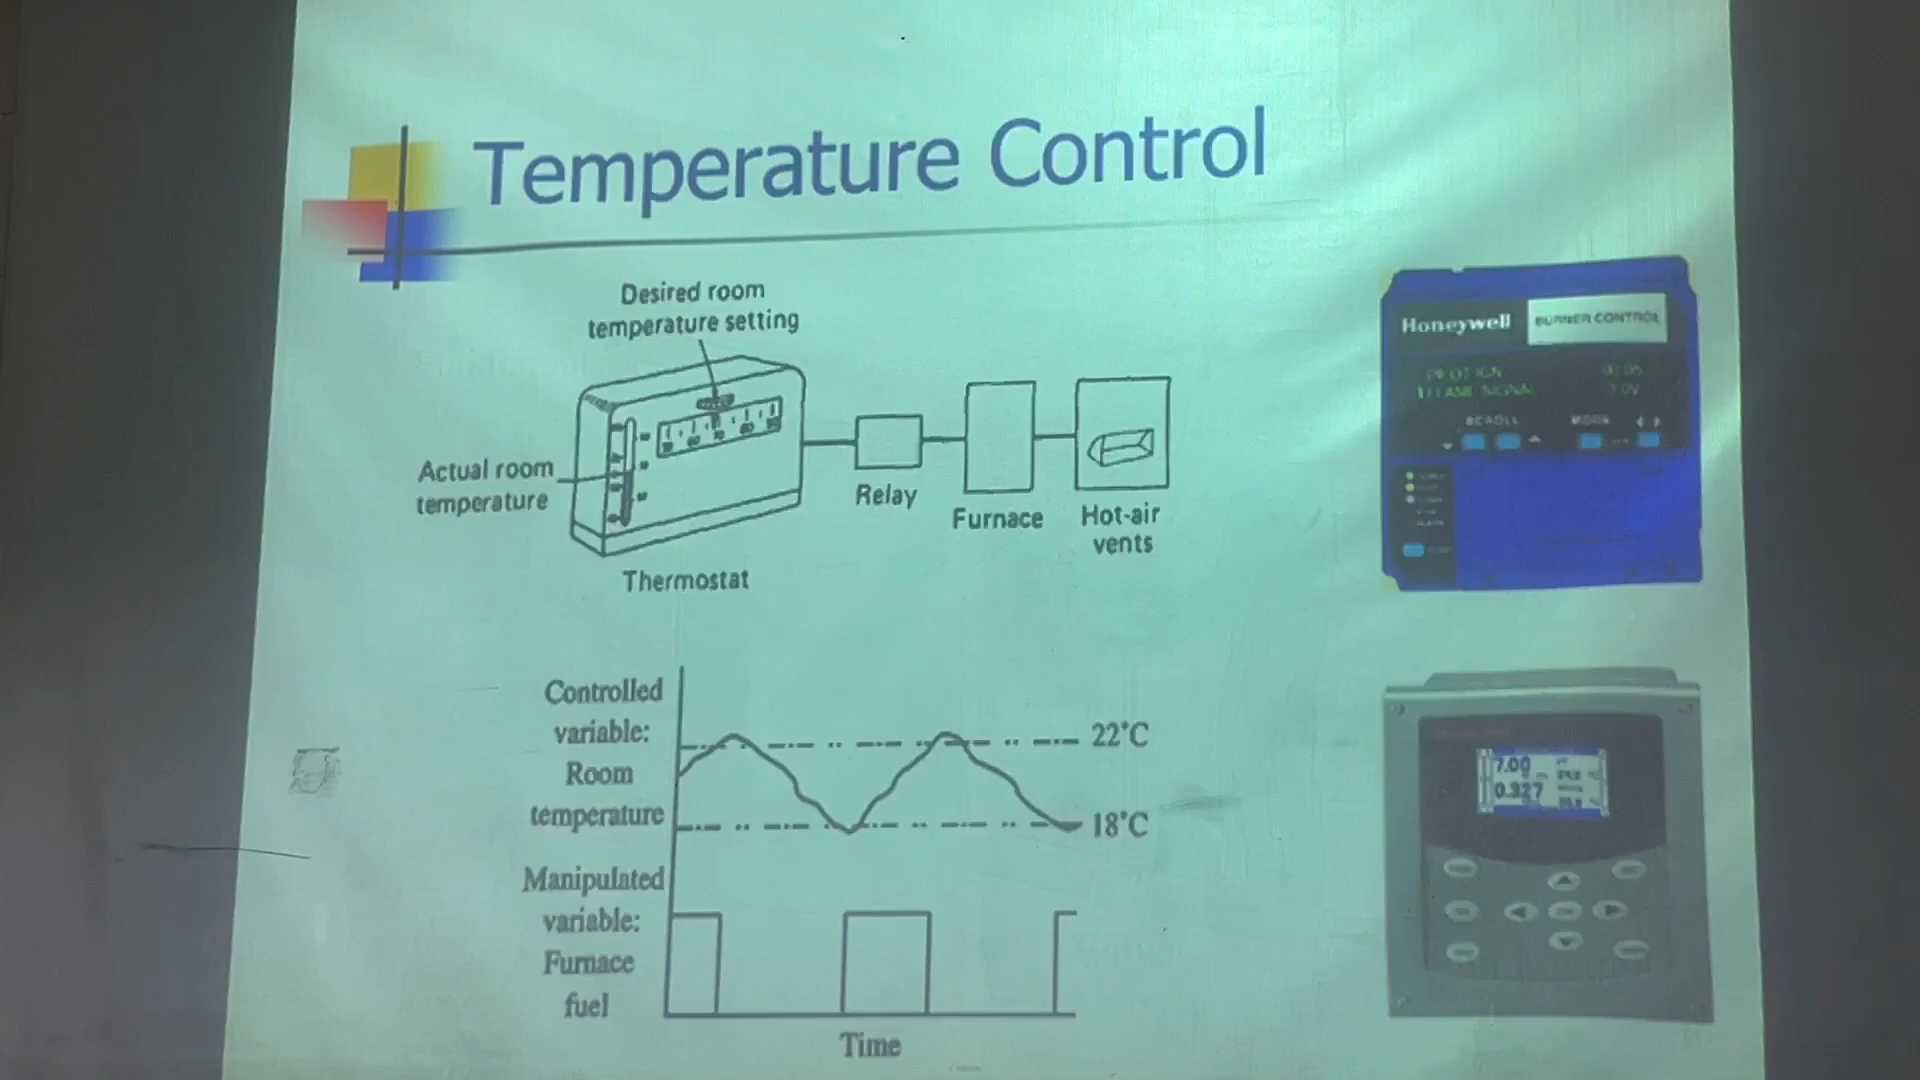 Temperature Control
Desired room
temperature setting
Actual room
temperature
Thermostat
Relay
Furnace
Hot-air
vents
Honeywell
BURNER CONTROL
SCROLL
MODE
Controlled
variable:
Room
temperature
22°C
18°C
Manipulated
variable:
Furnace
fuel
Time
7.00
0.327